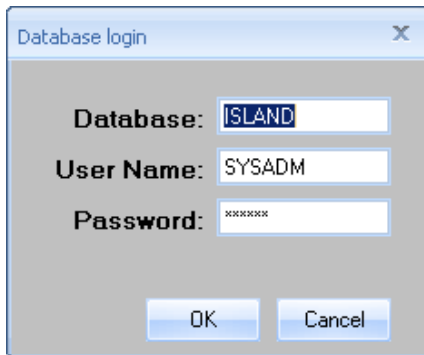 Database login
Database: ISLAND
User Name: SYSADM
Password: ******
OK Cancel